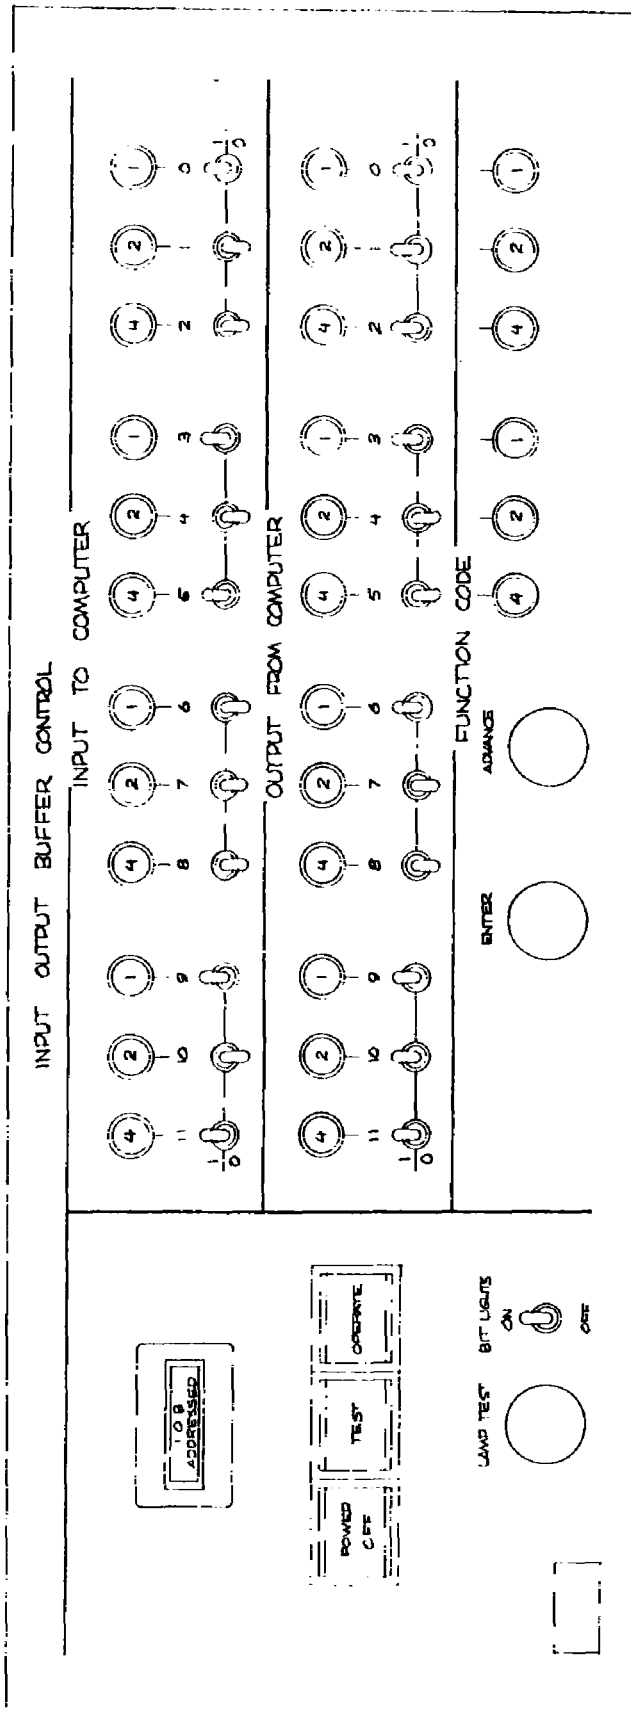 INPUT OUTPUT BUFFER CONTROL
INPUT TO COMPUTER
4 2 1 4 2 1 4 2 1 4 2 1
11 10 9 8 7 6 5 4 3 2 1 0
1 1
0 0
IOB
ADDRESSED
OUTPUT FROM COMPUTER
4 2 1 4 2 1 4 2 1 4 2 1
11 10 9 8 7 6 5 4 3 2 1 0
1 1
0 0
POWER
OFF
TEST
OPERATE
FUNCTION CODE
4 2 1 4 2 1
LAMP TEST
BIT LIGHTS
ON
OFF
ENTER
ADVANCE